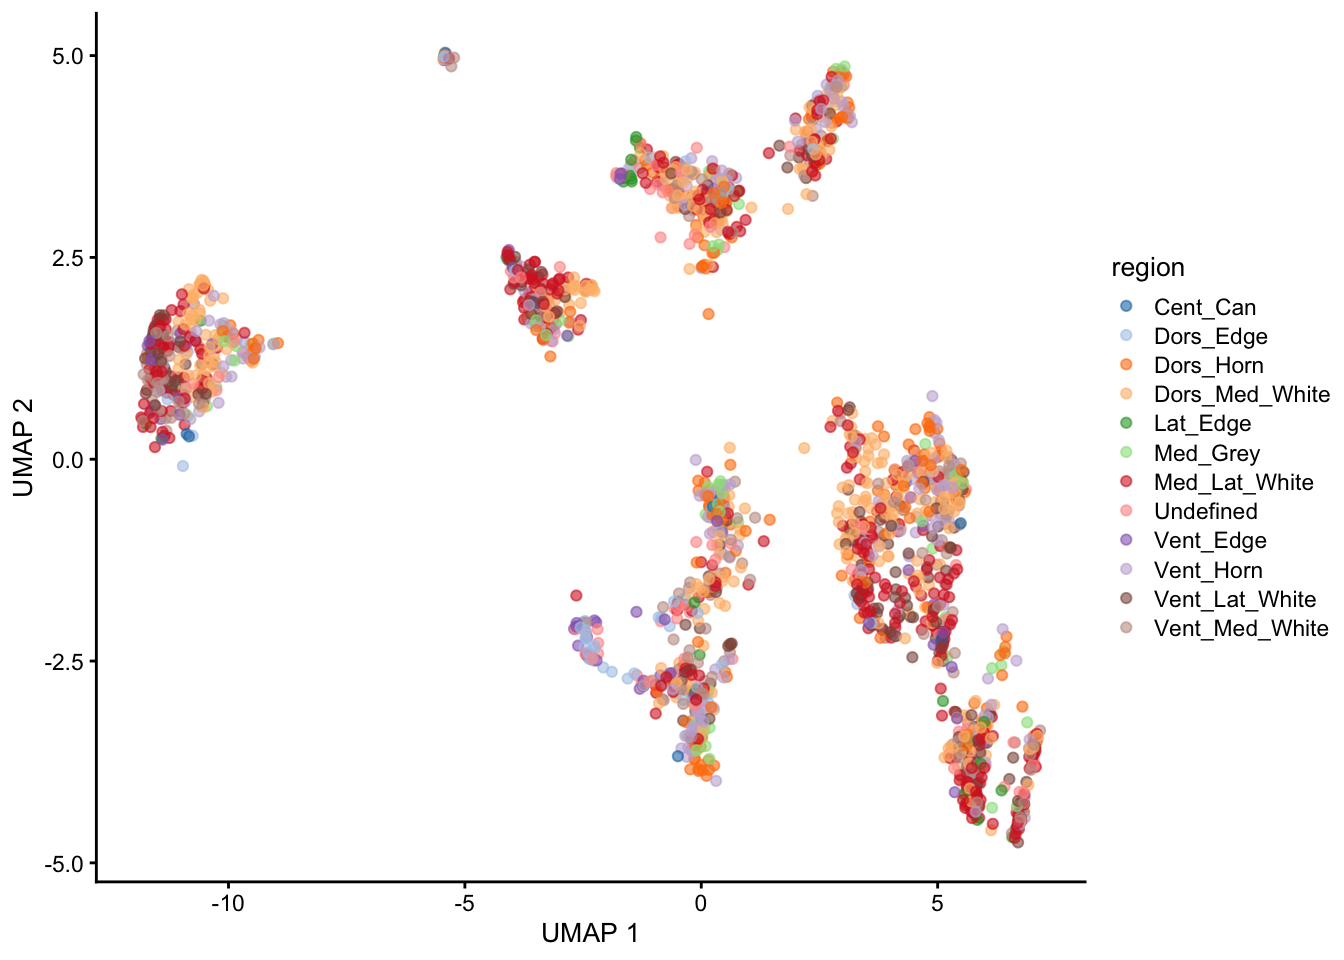 5.0
2.5
0.0
-2.5
-5.0
UMAP 2
-10
-5
0
5
UMAP 1
region
Cent_Can
Dors_Edge
Dors_Horn
Dors_Med_White
Lat_Edge
Med_Grey
Med_Lat_White
Undefined
Vent_Edge
Vent_Horn
Vent_Lat_White
Vent_Med_White